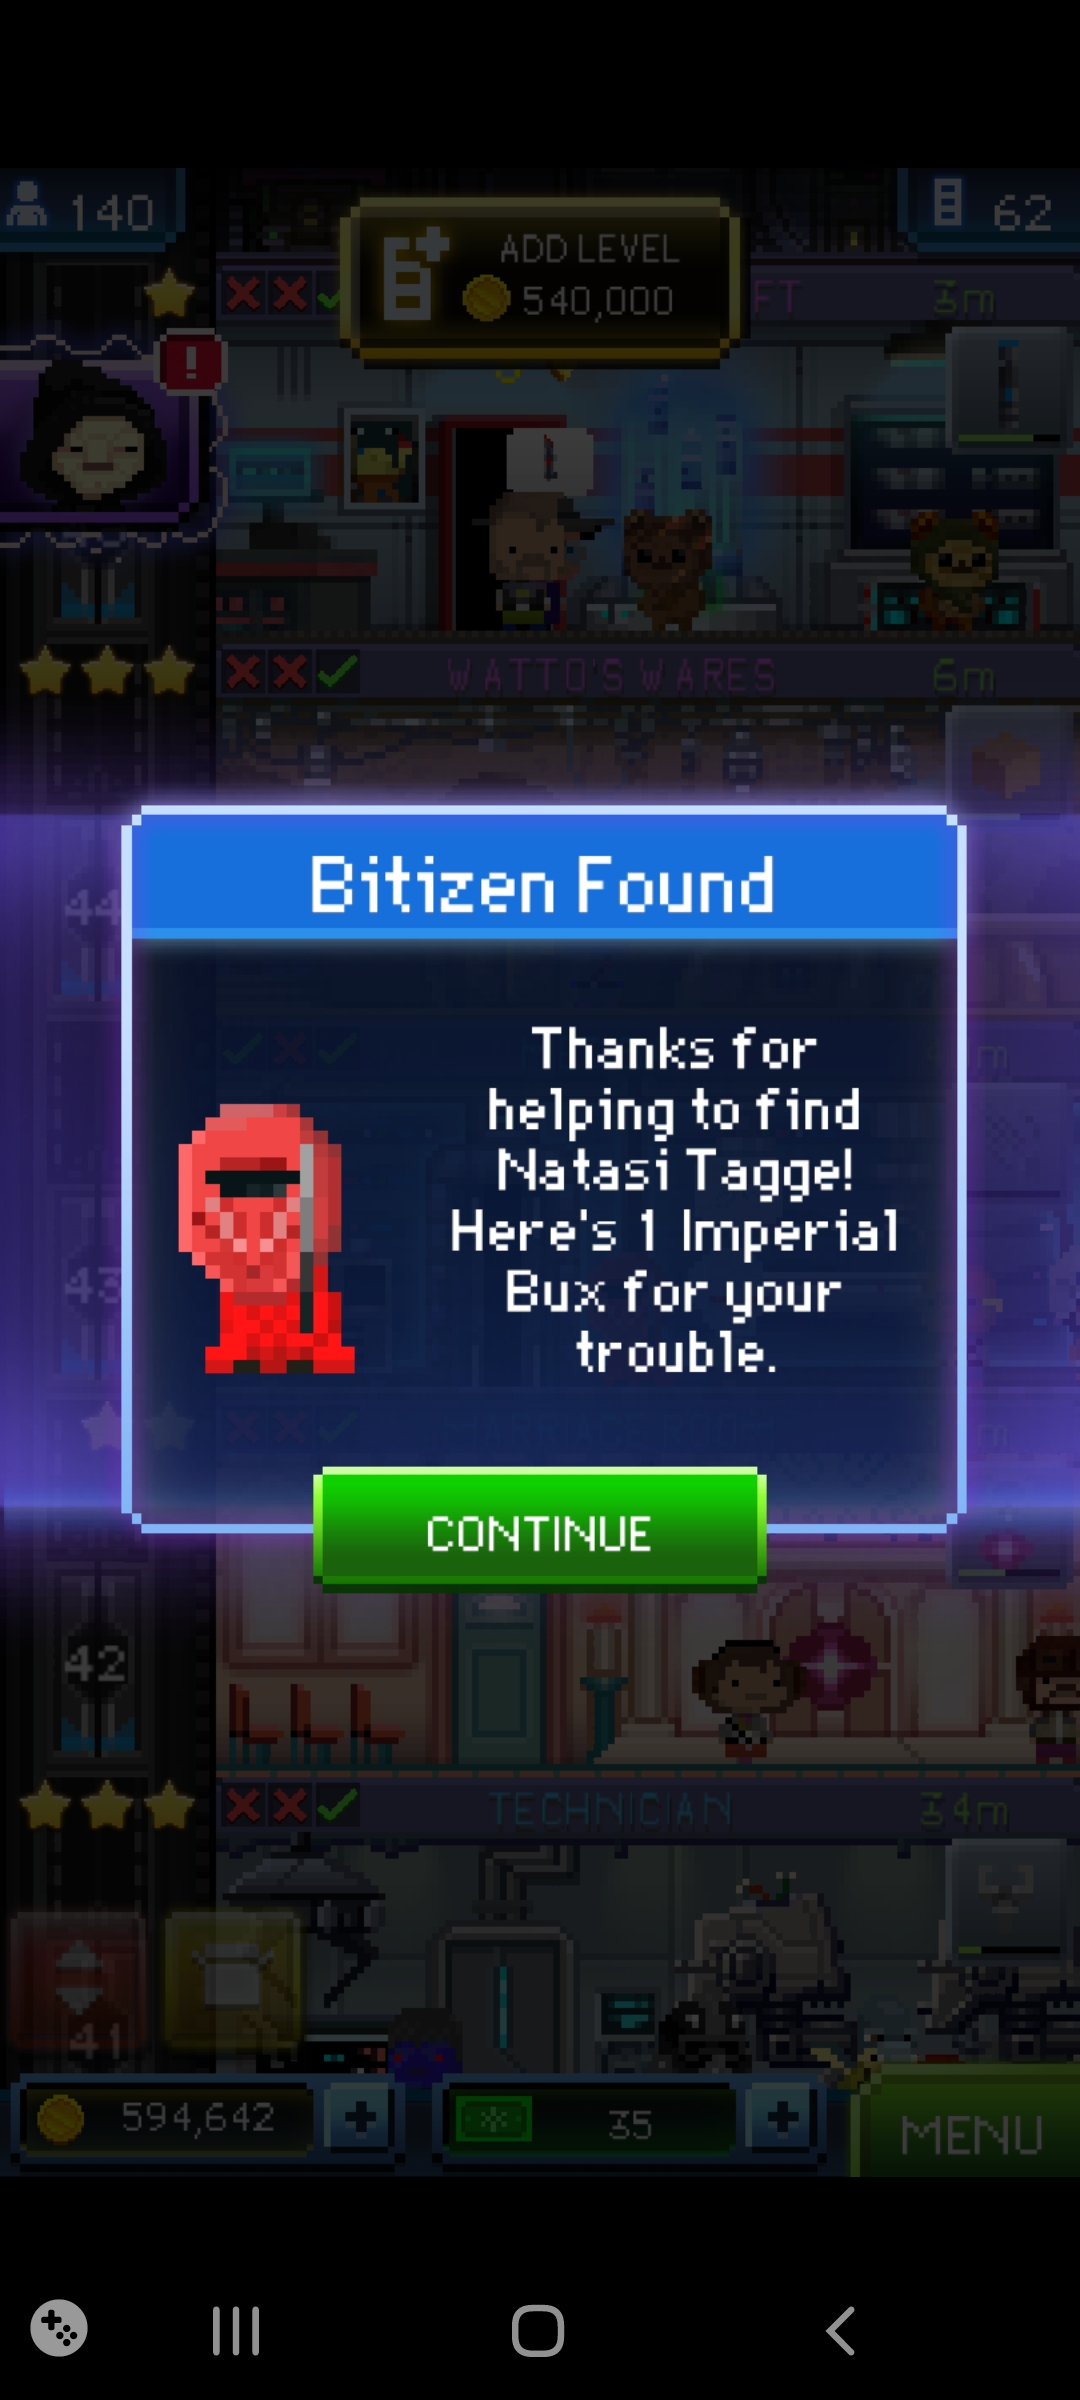 140
ADD LEVEL
540,000
62
FT
3m
!
WATTO'S WARES
6m
44
Bitizen Found
Thanks for
helping to find
Natasi Tagge!
Here's 1 Imperial
Bux for your
trouble.
43
MARRIAGE ROOM
CONTINUE
42
TECHNICIAN
34m
41
594,642
35
MENU